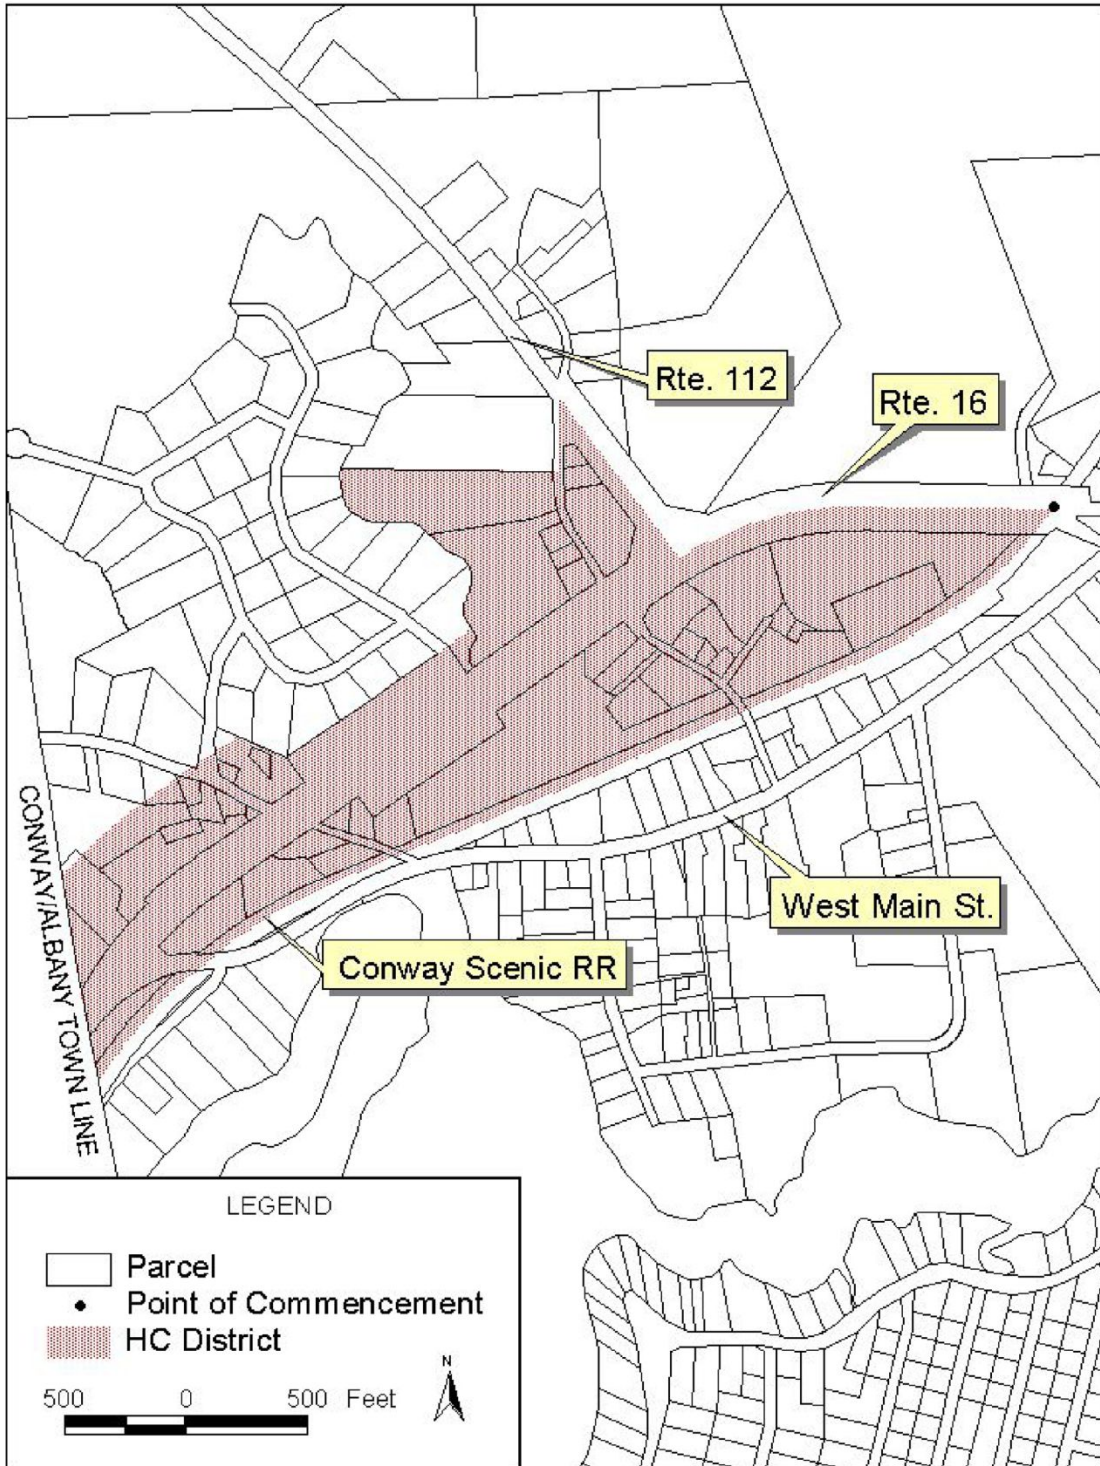 Rte. 112
Rte. 16
West Main St.
Conway Scenic RR
CONWAY/ALBANY TOWN LINE
LEGEND
Parcel
Point of Commencement
HC District
500 0 500 Feet
N